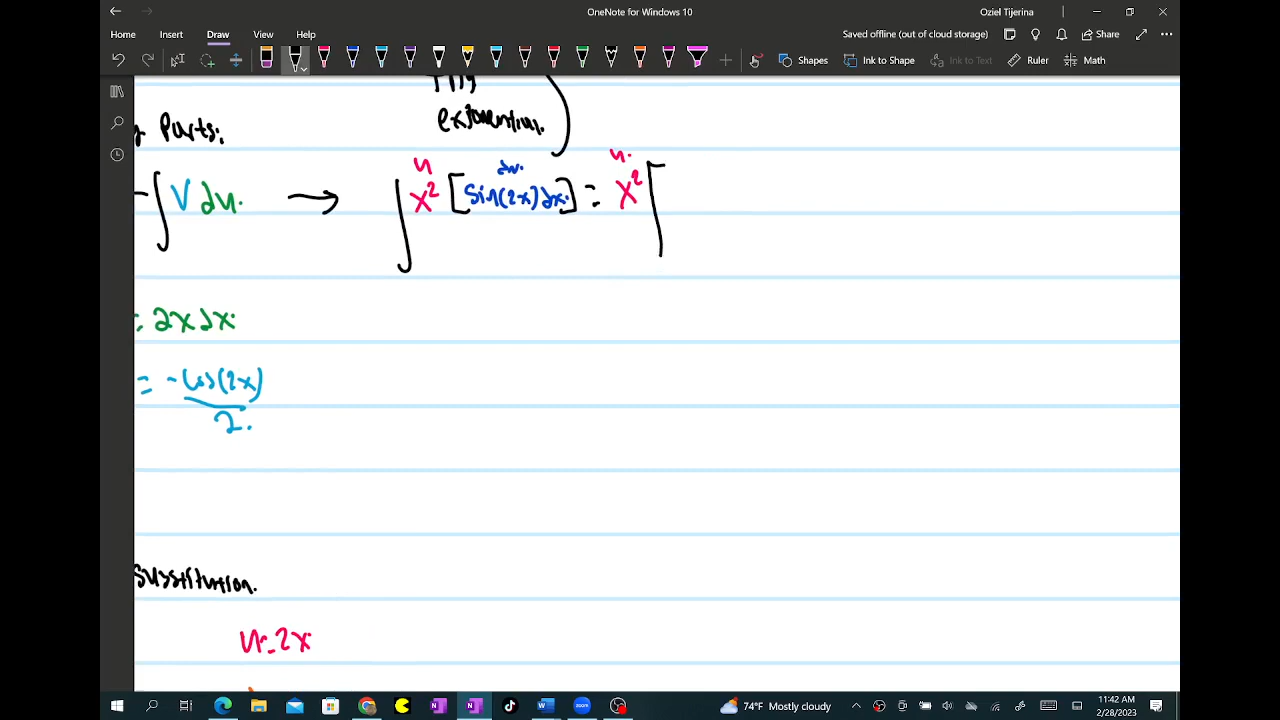 OneNote for Windows 10
Oziel Tijerina
Home Insert Draw View Help Saved offline (out of cloud storage) Share
Shapes Ink to Shape Ink to Text Ruler Math
exponential.
Parts:
∫ v du. → ∫ x² [sin(2x) dx.] = x² [
u dv. u.
= 2x dx.
= -cos(2x)
2.
Substitution.
u = 2x
74°F Mostly cloudy
11:42 AM
2/28/2023